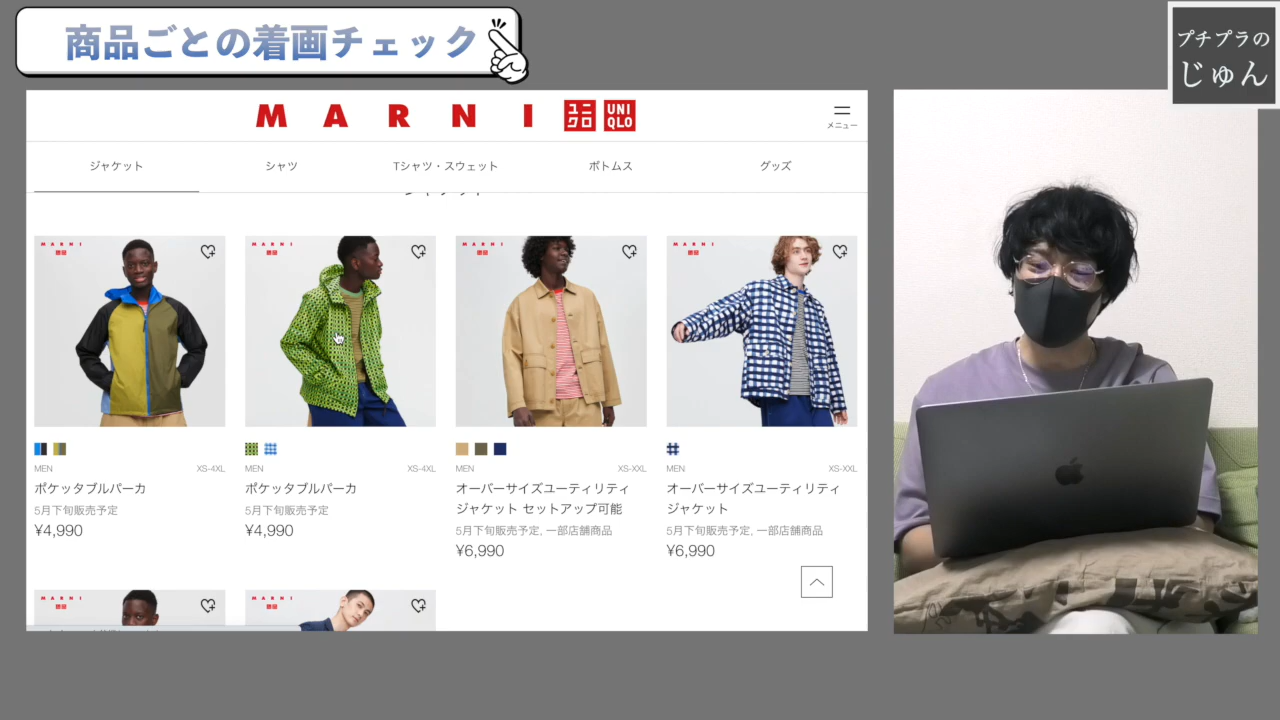 商品ごとの着画チェック
プチプラの
じゅん
MARNI
ユニクロ
UNIQLO
メニュー
ジャケット
シャツ
Tシャツ・スウェット
ボトムス
グッズ
MARNI
MARNI
MARNI
MARNI
MEN XS-4XL
ポケッタブルパーカ
5月下旬販売予定
¥4,990
MEN XS-4XL
ポケッタブルパーカ
5月下旬販売予定
¥4,990
MEN XS-XXL
オーバーサイズユーティリティ
ジャケット セットアップ可能
5月下旬販売予定, 一部店舗商品
¥6,990
MEN XS-XXL
オーバーサイズユーティリティ
ジャケット
5月下旬販売予定, 一部店舗商品
¥6,990
MARNI
MARNI